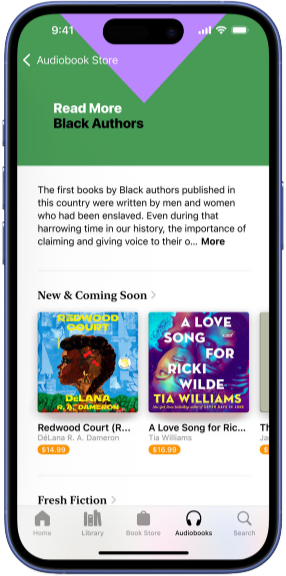 9:41
Audiobook Store
Read More
Black Authors
The first books by Black authors published in
this country were written by men and women
who had been enslaved. Even during that
harrowing time in our history, the importance of
claiming and giving voice to their o... More
New & Coming Soon
REDWOOD
COURT
DéLANA
R. A. DAMERON
A LOVE
SONG
FOR
RICKI
WILDE
TIA WILLIAMS
Redwood Court (R...
DéLana R. A. Dameron
$14.99
A Love Song for Ric...
Tia Williams
$16.99
Th
Ja
Fresh Fiction
Home
Library
Book Store
Audiobooks
Search